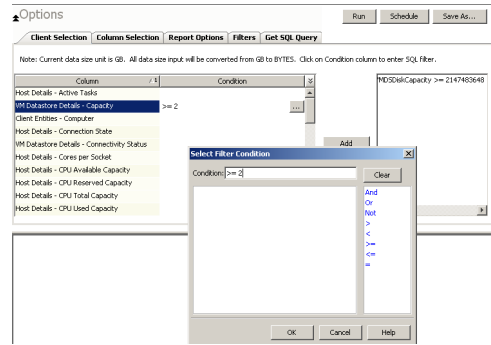 Options
Run
Schedule
Save As...
Client Selection
Column Selection
Report Options
Filters
Get SQL Query
Note: Current data size unit is GB. All data size input will be converted from GB to BYTES. Click on Condition column to enter SQL filter.
Column / 1 Condition
Host Details - Active Tasks
VM Datastore Details - Capacity >= 2 ...
Client Entities - Computer
Host Details - Connection State
VM Datastore Details - Connectivity Status
Host Details - Cores per Socket
Host Details - CPU Available Capacity
Host Details - CPU Reserved Capacity
Host Details - CPU Total Capacity
Host Details - CPU Used Capacity
MDSDiskCapacity >= 2147483648
Add
Select Filter Condition
Condition: >= 2
Clear
And
Or
Not
>
<
>=
<=
=
OK
Cancel
Help